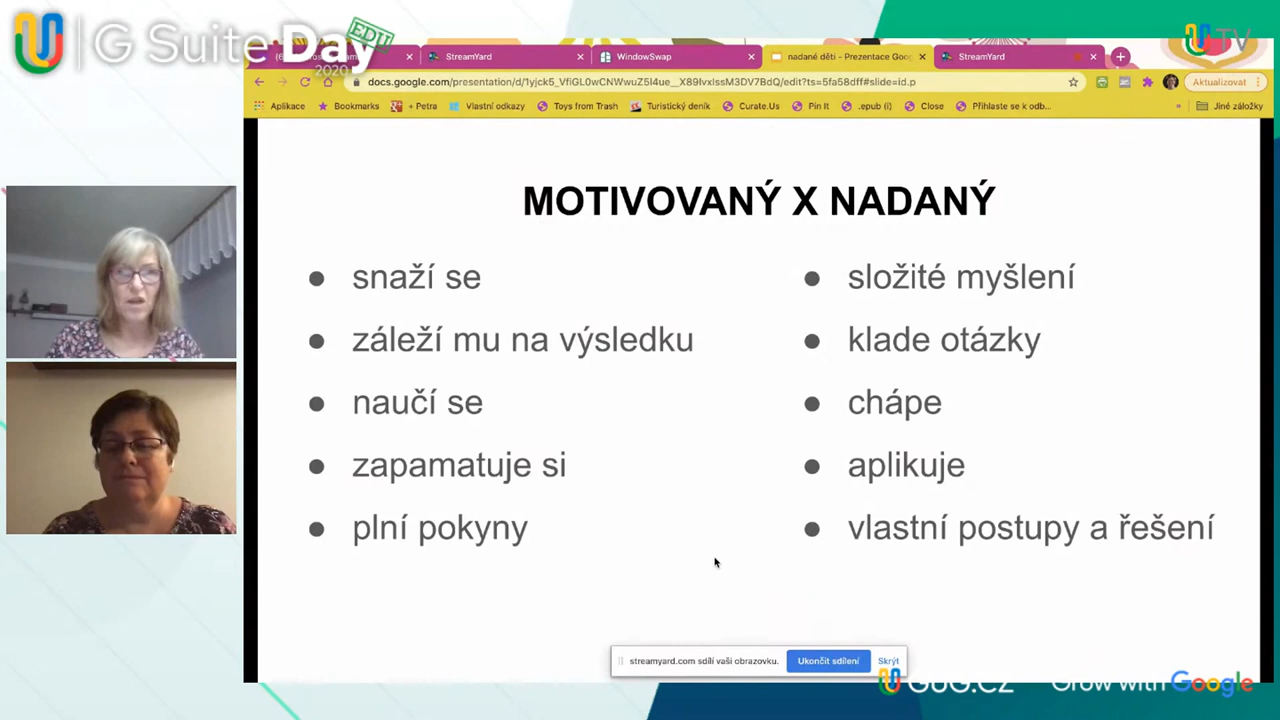 G Suite Day
EDU
2020
TV
StreamYard
WindowSwap
nadané děti - Prezentace Goog
StreamYard
docs.google.com/presentation/d/1yjck5_VfiGL0wCNWwuZ5I4ue__X89IvxIssM3DV7BdQ/edit?ts=5fa58dff#slide=id.p
Aktualizovat
Aplikace
Bookmarks
+ Petra
Vlastní odkazy
Toys from Trash
Turistický deník
Curate.Us
Pin It
.epub (i)
Close
Přihlaste se k odb...
»
Jiné záložky
MOTIVOVANÝ X NADANÝ
● snaží se
● záleží mu na výsledku
● naučí se
● zapamatuje si
● plní pokyny
● složité myšlení
● klade otázky
● chápe
● aplikuje
● vlastní postupy a řešení
streamyard.com sdílí vaši obrazovku.
Ukončit sdílení
Skrýt
GUG.CZ
Grow with Google